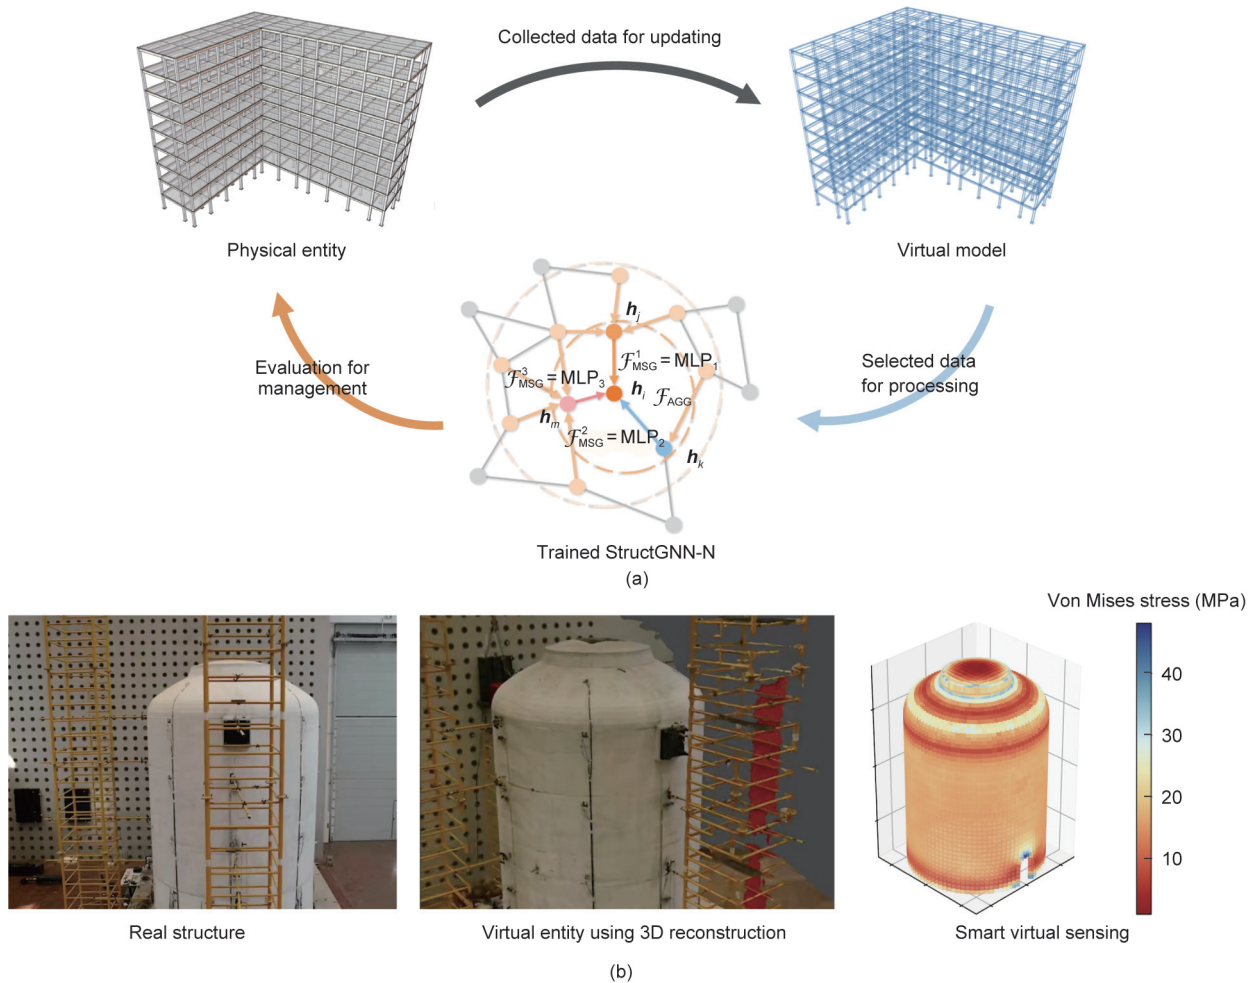 Collected data for updating
Physical entity
Virtual model
Evaluation for
management
Selected data
for processing
h_j
ℱ¹_MSG = MLP₁
ℱ³_MSG = MLP₃
h_i
ℱ_AGG
h_m
ℱ²_MSG = MLP₂
h_k
Trained StructGNN-N
(a)
Von Mises stress (MPa)
40
30
20
10
Real structure
Virtual entity using 3D reconstruction
Smart virtual sensing
(b)